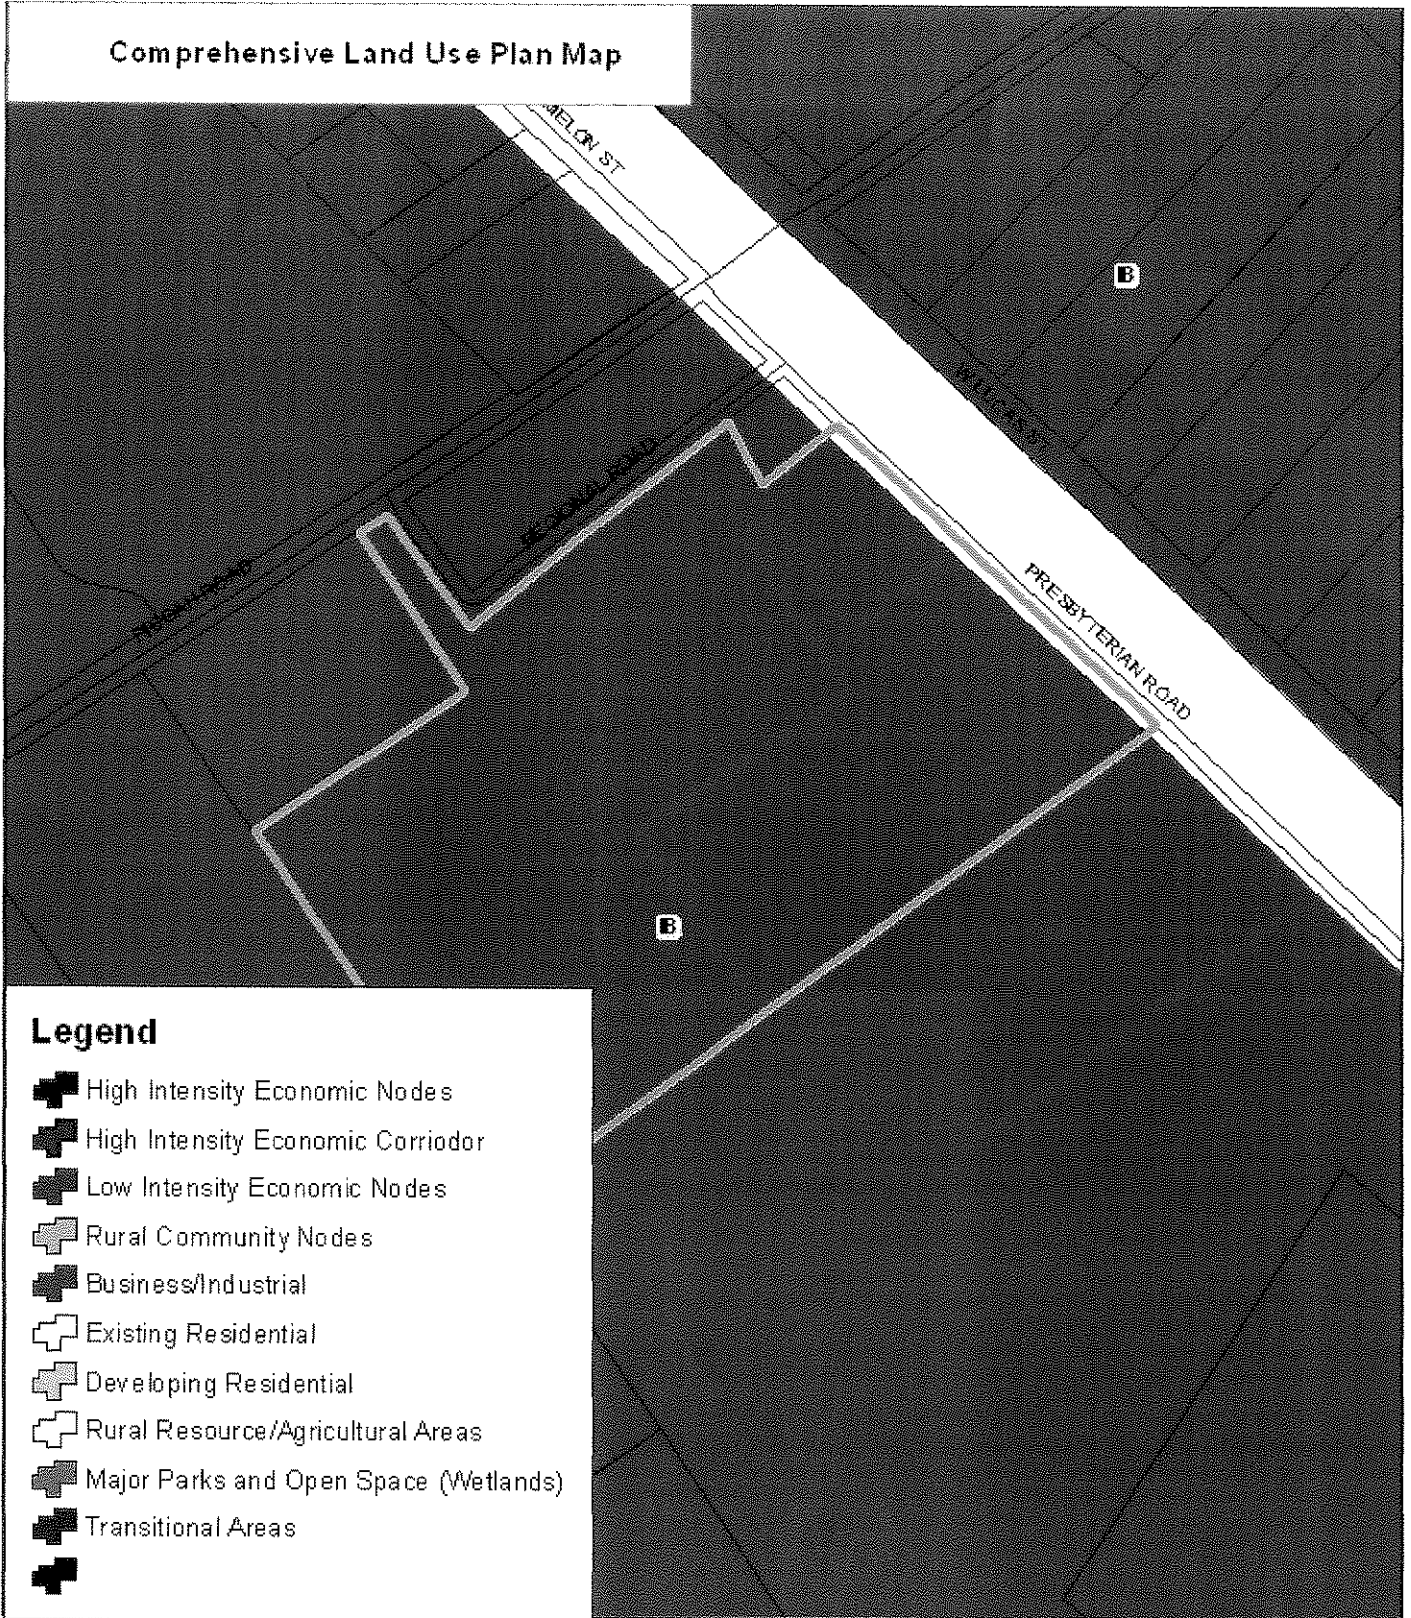 Comprehensive Land Use Plan Map
MELON ST
B
REGIONAL ROAD
PRESBYTERIAN ROAD
B
Legend
High Intensity Economic Nodes
High Intensity Economic Corriodor
Low Intensity Economic Nodes
Rural Community Nodes
Business/Industrial
Existing Residential
Developing Residential
Rural Resource/Agricultural Areas
Major Parks and Open Space (Wetlands)
Transitional Areas